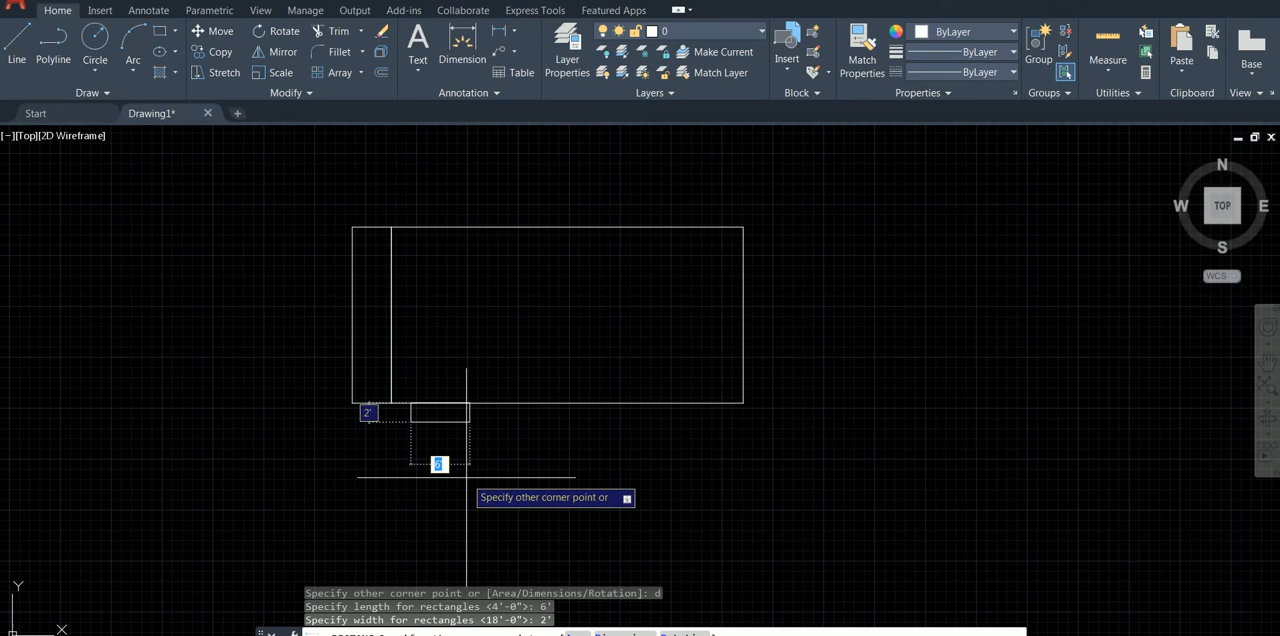 Home Insert Annotate Parametric View Manage Output Add-ins Collaborate Express Tools Featured Apps
Move Rotate Trim 0 ByLayer
Copy Mirror Fillet Make Current ByLayer
Line Polyline Circle Arc Text Dimension Layer Properties Insert Match Properties Group Measure Paste Base
Stretch Scale Array Table Match Layer ByLayer
Draw Modify Annotation Layers Block Properties Groups Utilities Clipboard View
Start Drawing1*
[−][Top][2D Wireframe]
N
W TOP E
S
WCS
2'
6'
Specify other corner point or
Y
Specify other corner point or [Area/Dimensions/Rotation]: d
Specify length for rectangles <4'-0">: 6'
Specify width for rectangles <18'-0">: 2'
X